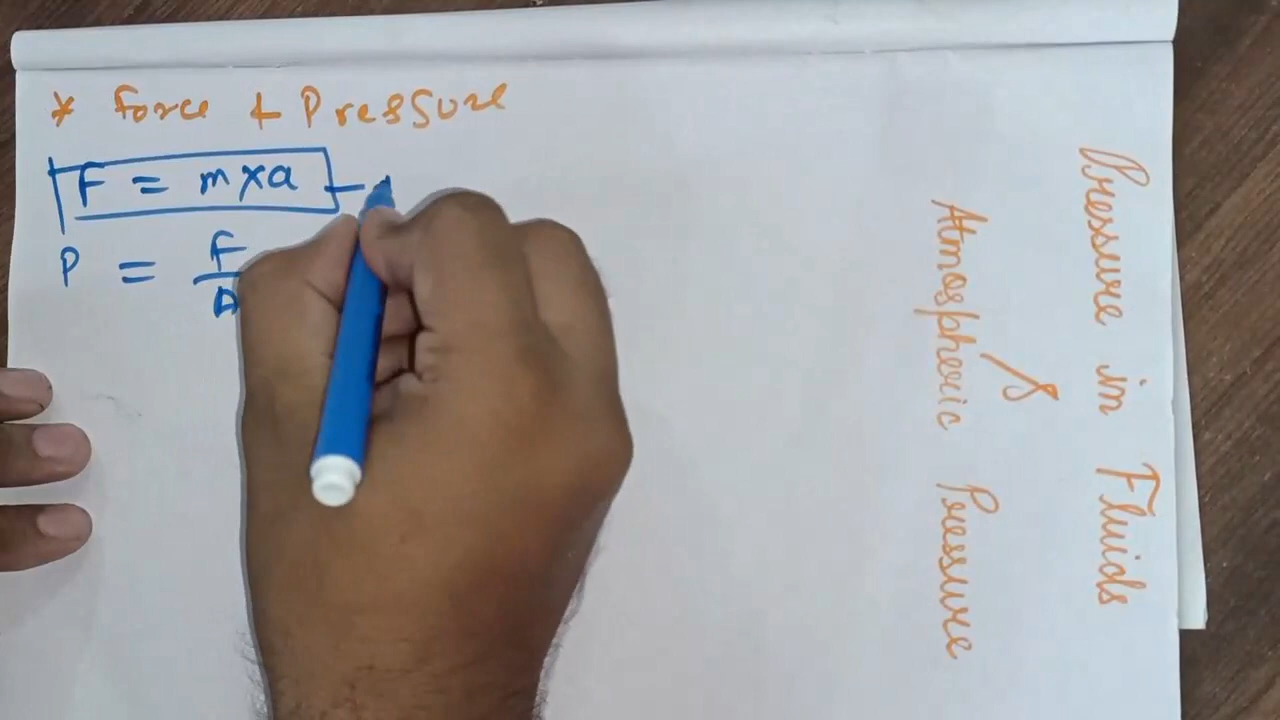 * Force & Pressure
F = m x a —
P = F/A
Pressure in Fluids
&
Atmospheric Pressure